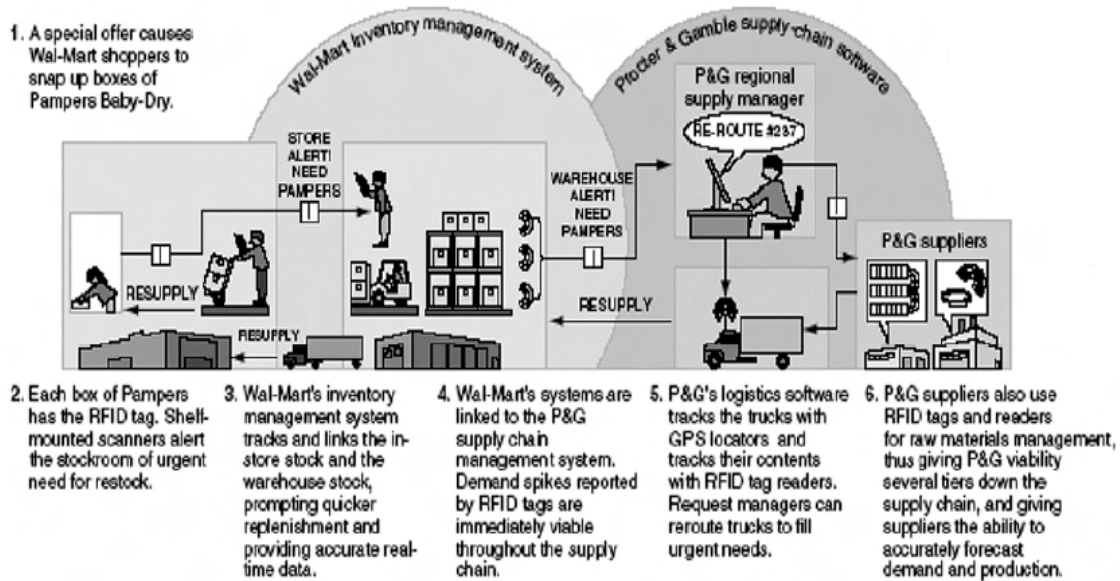 1. A special offer causes
Wal-Mart shoppers to
snap up boxes of
Pampers Baby-Dry.
Wal-Mart Inventory management system
Procter & Gamble supply-chain software
P&G regional
supply manager
RE-ROUTE #237
STORE
ALERT!
NEED
PAMPERS
WAREHOUSE
ALERT!
NEED
PAMPERS
P&G suppliers
RESUPPLY
RESUPPLY
RESUPPLY
2. Each box of Pampers
has the RFID tag. Shelf-
mounted scanners alert
the stockroom of urgent
need for restock.
3. Wal-Mart's inventory
management system
tracks and links the in-
store stock and the
warehouse stock,
prompting quicker
replenishment and
providing accurate real-
time data.
4. Wal-Mart's systems are
linked to the P&G
supply chain
management system.
Demand spikes reported
by RFID tags are
immediately viable
throughout the supply
chain.
5. P&G's logistics software
tracks the trucks with
GPS locators and
tracks their contents
with RFID tag readers.
Request managers can
reroute trucks to fill
urgent needs.
6. P&G suppliers also use
RFID tags and readers
for raw materials management,
thus giving P&G viability
several tiers down the
supply chain, and giving
suppliers the ability to
accurately forecast
demand and production.